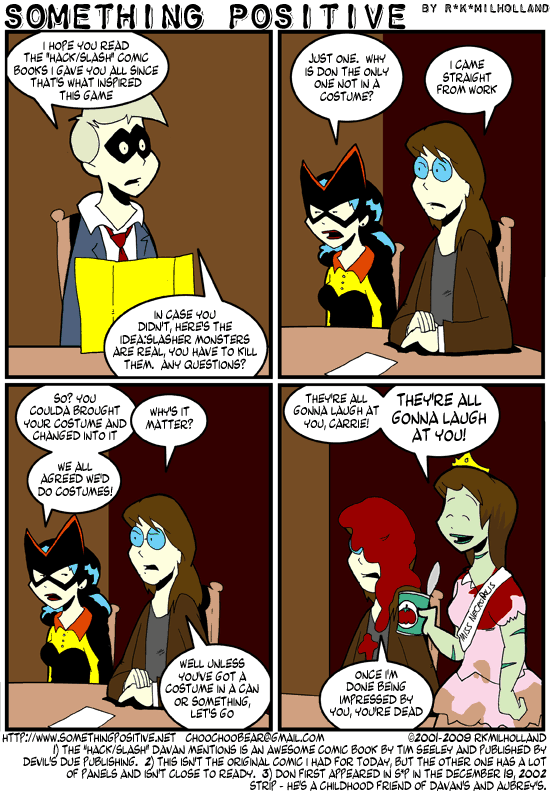 SOMETHING POSITIVE BY R*K*MILHOLLAND
I HOPE YOU READ
THE "HACK/SLASH" COMIC
BOOKS I GAVE YOU ALL SINCE
THAT'S WHAT INSPIRED
THIS GAME
IN CASE YOU
DIDN'T, HERE'S THE
IDEA:SLASHER MONSTERS
ARE REAL, YOU HAVE TO KILL
THEM. ANY QUESTIONS?
JUST ONE. WHY
IS DON THE ONLY
ONE NOT IN A
COSTUME?
I CAME
STRAIGHT
FROM WORK
SO? YOU
COULDA BROUGHT
YOUR COSTUME AND
CHANGED INTO IT
WE ALL
AGREED WE'D
DO COSTUMES!
WHY'S IT
MATTER?
WELL UNLESS
YOU'VE GOT A
COSTUME IN A CAN
OR SOMETHING,
LET'S GO
THEY'RE ALL
GONNA LAUGH AT
YOU, CARRIE!
THEY'RE ALL
GONNA LAUGH
AT YOU!
MISS NECROPOLIS
ONCE I'M
DONE BEING
IMPRESSED BY
YOU, YOU'RE DEAD
HTTP://WWW.SOMETHINGPOSITIVE.NET CHOOCHOOBEAR@GMAIL.COM ©2001-2009 RKMILHOLLAND
1) THE "HACK/SLASH" DAVAN MENTIONS IS AN AWESOME COMIC BOOK BY TIM SEELEY AND PUBLISHED BY
DEVIL'S DUE PUBLISHING. 2) THIS ISN'T THE ORIGINAL COMIC I HAD FOR TODAY, BUT THE OTHER ONE HAS A LOT
OF PANELS AND ISN'T CLOSE TO READY. 3) DON FIRST APPEARED IN S*P IN THE DECEMBER 19, 2002
STRIP - HE'S A CHILDHOOD FRIEND OF DAVAN'S AND AUBREY'S.